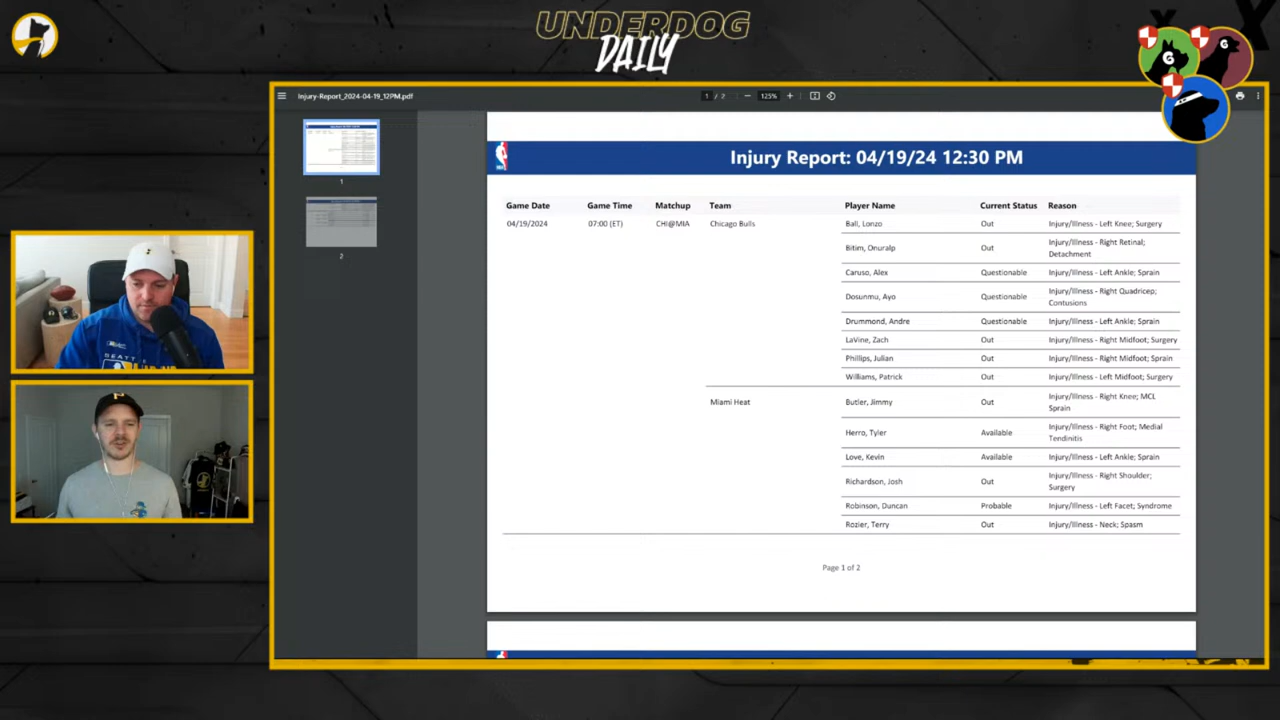 UNDERDOG
DAILY
Injury-Report_2024-04-19_12PM.pdf
1 / 2
125%
1
2
Injury Report: 04/19/24 12:30 PM
Game Date Game Time Matchup Team Player Name Current Status Reason
04/19/2024 07:00 (ET) CHI@MIA Chicago Bulls Ball, Lonzo Out Injury/Illness - Left Knee; Surgery
Bitim, Onuralp Out Injury/Illness - Right Retinal;
Detachment
Caruso, Alex Questionable Injury/Illness - Left Ankle; Sprain
Dosunmu, Ayo Questionable Injury/Illness - Right Quadricep;
Contusions
Drummond, Andre Questionable Injury/Illness - Left Ankle; Sprain
LaVine, Zach Out Injury/Illness - Right Midfoot; Surgery
Phillips, Julian Out Injury/Illness - Right Midfoot; Sprain
Williams, Patrick Out Injury/Illness - Left Midfoot; Surgery
Miami Heat Butler, Jimmy Out Injury/Illness - Right Knee; MCL
Sprain
Herro, Tyler Available Injury/Illness - Right Foot; Medial
Tendinitis
Love, Kevin Available Injury/Illness - Left Ankle; Sprain
Richardson, Josh Out Injury/Illness - Right Shoulder;
Surgery
Robinson, Duncan Probable Injury/Illness - Left Facet; Syndrome
Rozier, Terry Out Injury/Illness - Neck; Spasm
Page 1 of 2